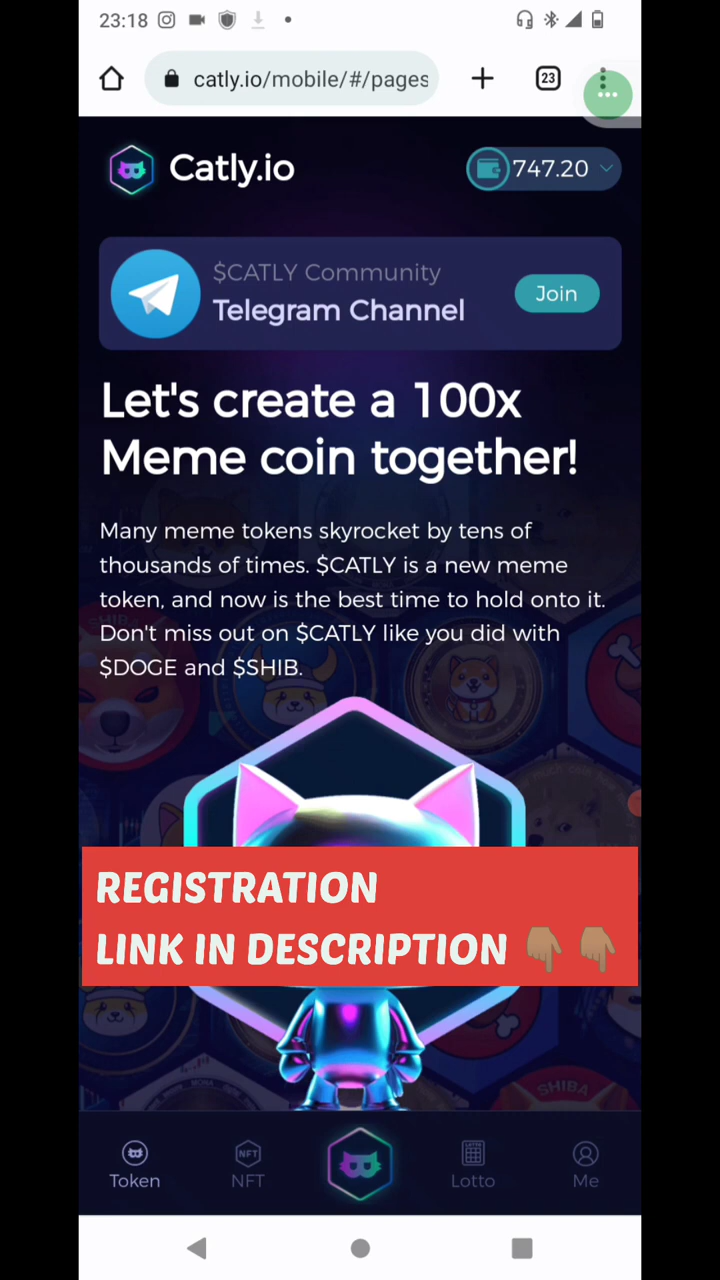 23:18
catly.io/mobile/#/pages
23
Catly.io
747.20
$CATLY Community
Telegram Channel
Join
Let's create a 100x
Meme coin together!
Many meme tokens skyrocket by tens of
thousands of times. $CATLY is a new meme
token, and now is the best time to hold onto it.
Don't miss out on $CATLY like you did with
$DOGE and $SHIB.
REGISTRATION
LINK IN DESCRIPTION 👇🏽 👇🏽
SHIBA
Token
NFT
NFT
Lotto
Me